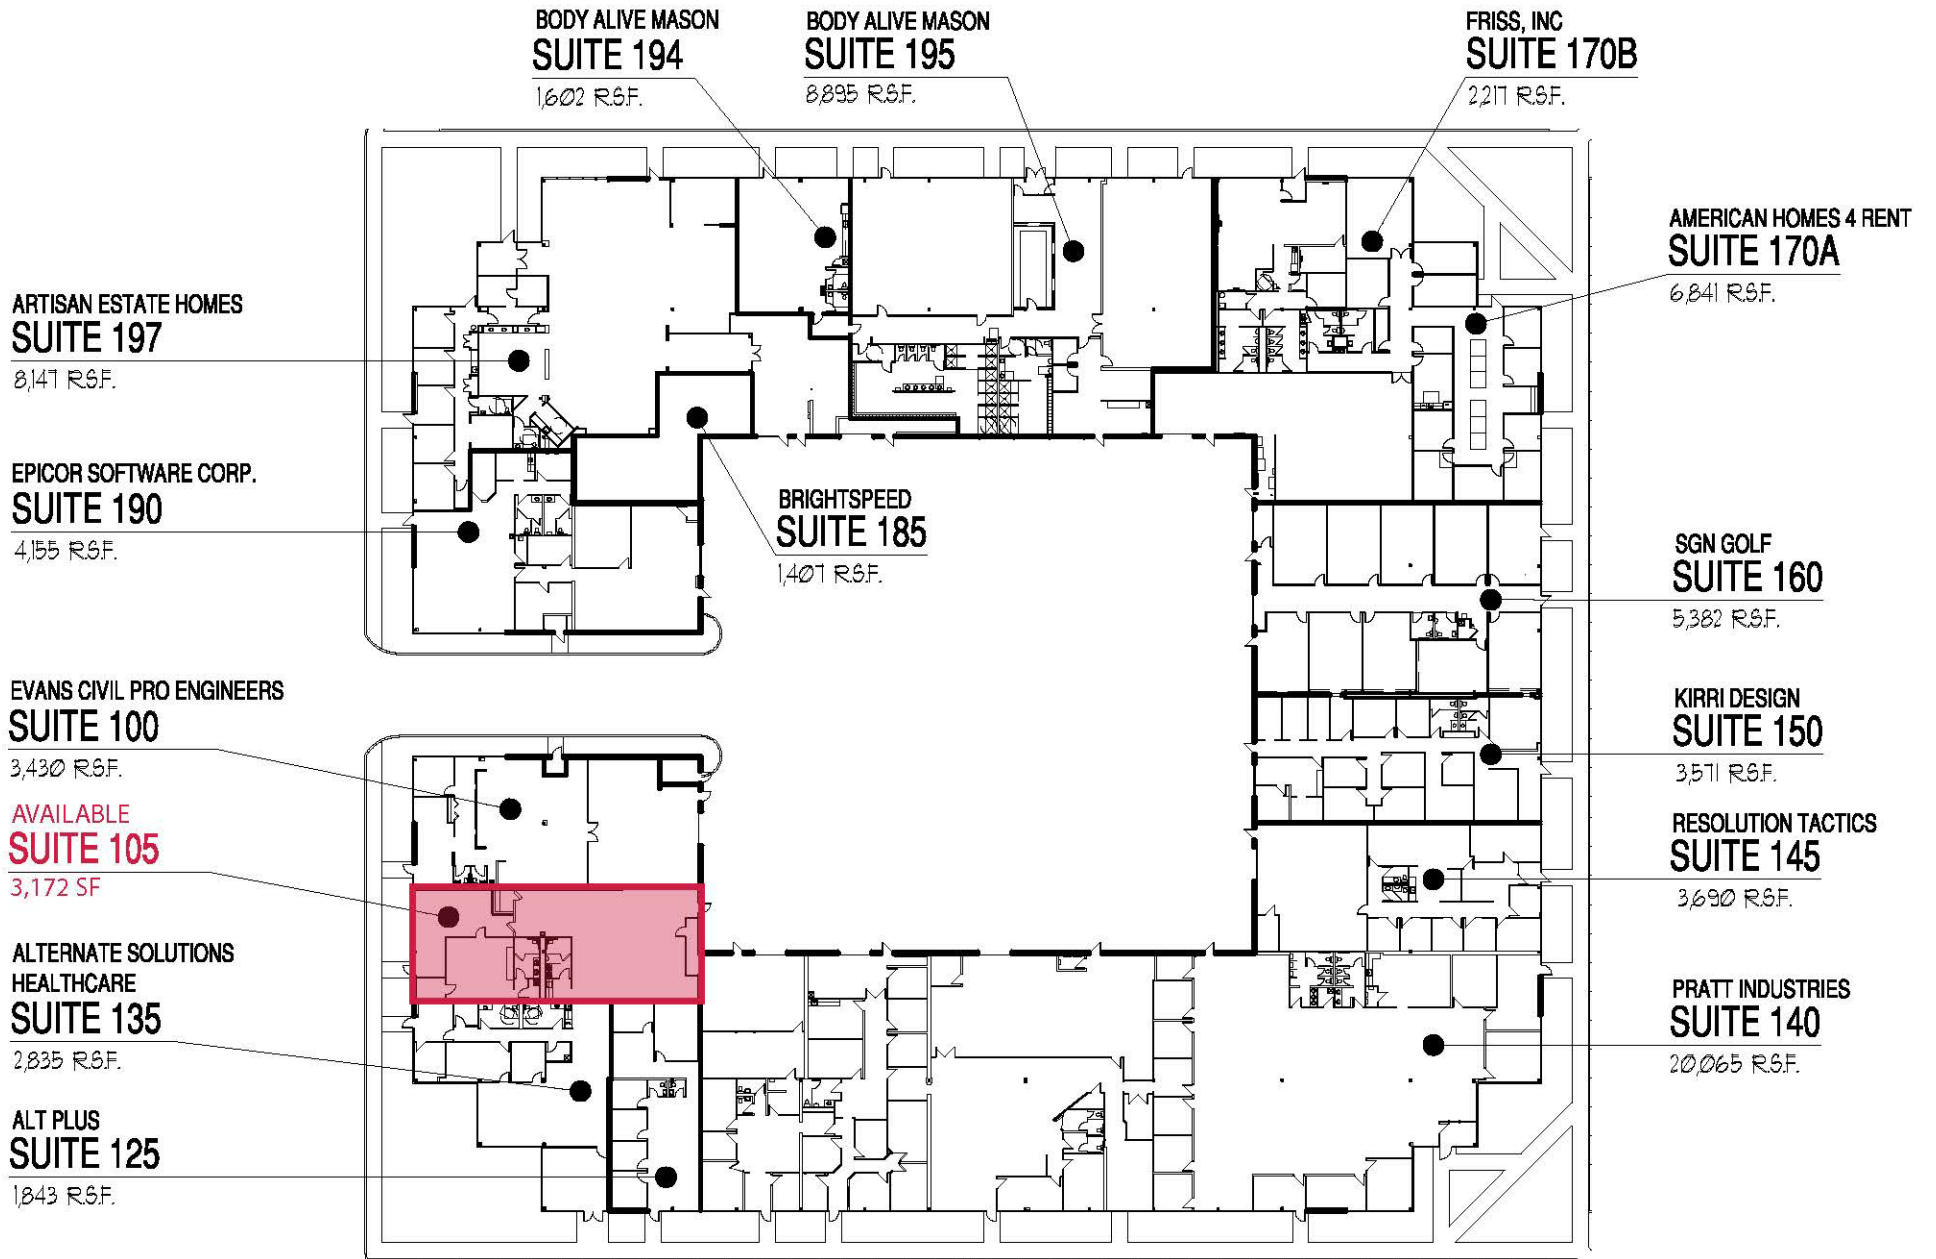 BODY ALIVE MASON
SUITE 194
1,602 R.S.F.
BODY ALIVE MASON
SUITE 195
8,895 R.S.F.
FRISS, INC
SUITE 170B
2,217 R.S.F.
AMERICAN HOMES 4 RENT
SUITE 170A
6,841 R.S.F.
ARTISAN ESTATE HOMES
SUITE 197
8,147 R.S.F.
EPICOR SOFTWARE CORP.
SUITE 190
4,155 R.S.F.
BRIGHTSPEED
SUITE 185
1,407 R.S.F.
SGN GOLF
SUITE 160
5,382 R.S.F.
EVANS CIVIL PRO ENGINEERS
SUITE 100
3,430 R.S.F.
KIRRI DESIGN
SUITE 150
3,571 R.S.F.
AVAILABLE
SUITE 105
3,172 SF
RESOLUTION TACTICS
SUITE 145
3,690 R.S.F.
ALTERNATE SOLUTIONS
HEALTHCARE
SUITE 135
2,835 R.S.F.
PRATT INDUSTRIES
SUITE 140
20,065 R.S.F.
ALT PLUS
SUITE 125
1,843 R.S.F.